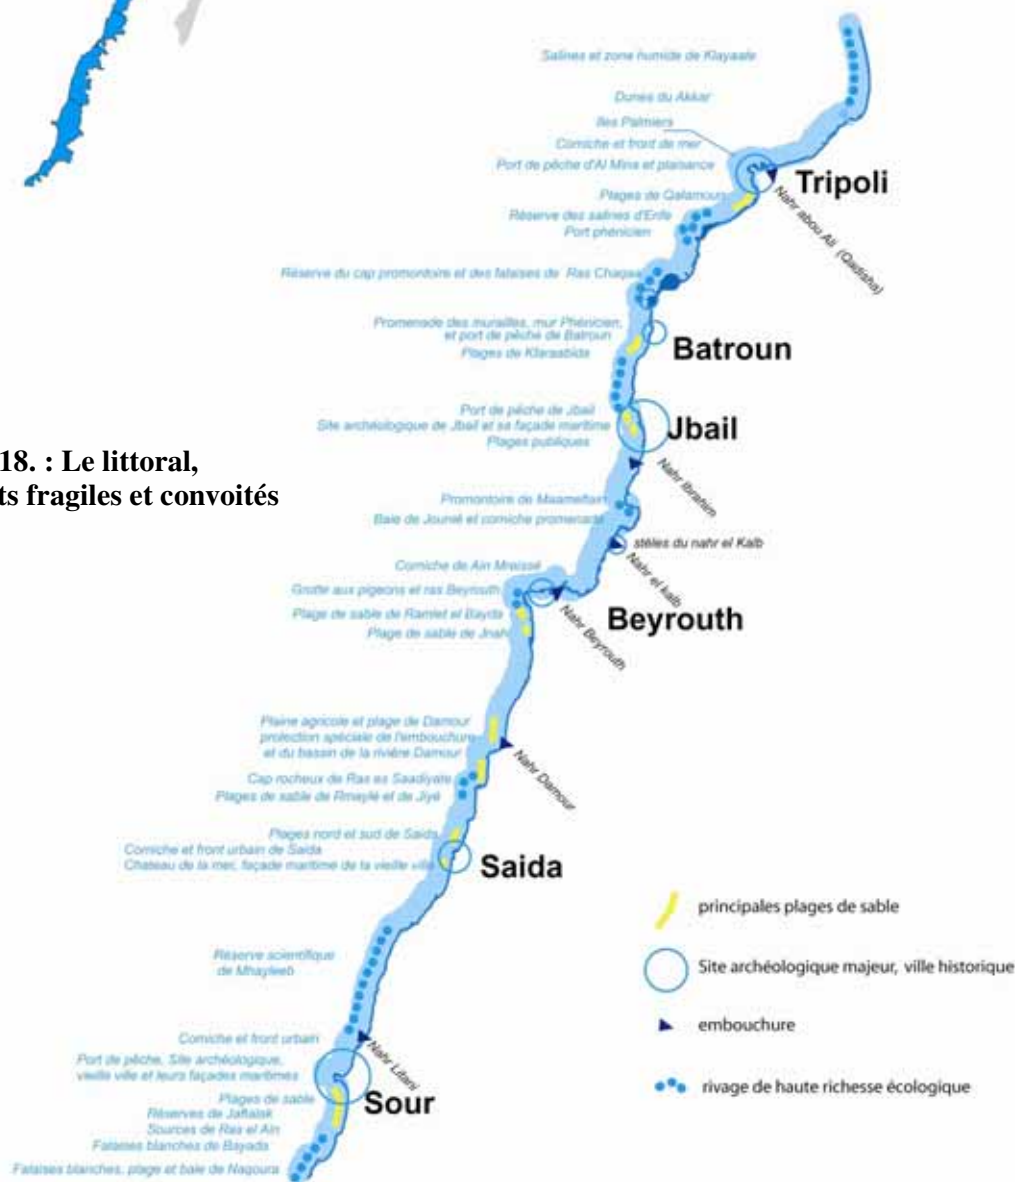 Salines et zone humide de Klayaate
Dunes du Akkar
Iles Palmiers
Corniche et front de mer
Port de pêche d'Al Mina et plaisance
Tripoli
Plages de Qalamoun
Nahr abou Ali (Qadisha)
Réserve des salines d'Enfe
Port phénicien
Réserve du cap promontoire et des falaises de Ras Chaqaa
Promenade des murailles, mur Phénicien,
et port de pêche de Batroun
Batroun
Plages de Kfaraabida
Port de pêche de Jbail
Site archéologique de Jbail et sa façade maritime
Jbail
Plages publiques
18. : Le littoral,
ts fragiles et convoités
Nahr Ibrahim
Promontoire de Maameltain
Baie de Jounié et corniche promenade
stèles du nahr el Kalb
Nahr el kalb
Corniche de Ain Mreissé
Grotte aux pigeons et ras Beyrouth
Plage de sable de Ramlet el Bayda
Beyrouth
Plage de sable de Jnah
Nahr Beyrouth
Plaine agricole et plage de Damour
protection spéciale de l'embouchure
et du bassin de la rivière Damour
Nahr Damour
Cap rocheux de Ras es Saadiyate
Plages de sable de Rmaylé et de Jiyé
Plages nord et sud de Saida
Corniche et front urbain de Saida
Chateau de la mer, façade maritime de la vieille ville
Saida
principales plages de sable
Site archéologique majeur, ville historique
embouchure
rivage de haute richesse écologique
Réserve scientifique
de Mhayleeb
Corniche et front urbain
Nahr Litani
Port de pêche, Site archéologique,
vieille ville et leurs façades maritimes
Sour
Plages de sable
Réserves de Jaftalak
Sources de Ras el Ain
Falaises blanches de Bayada
Falaises blanches, plage et baie de Naqoura